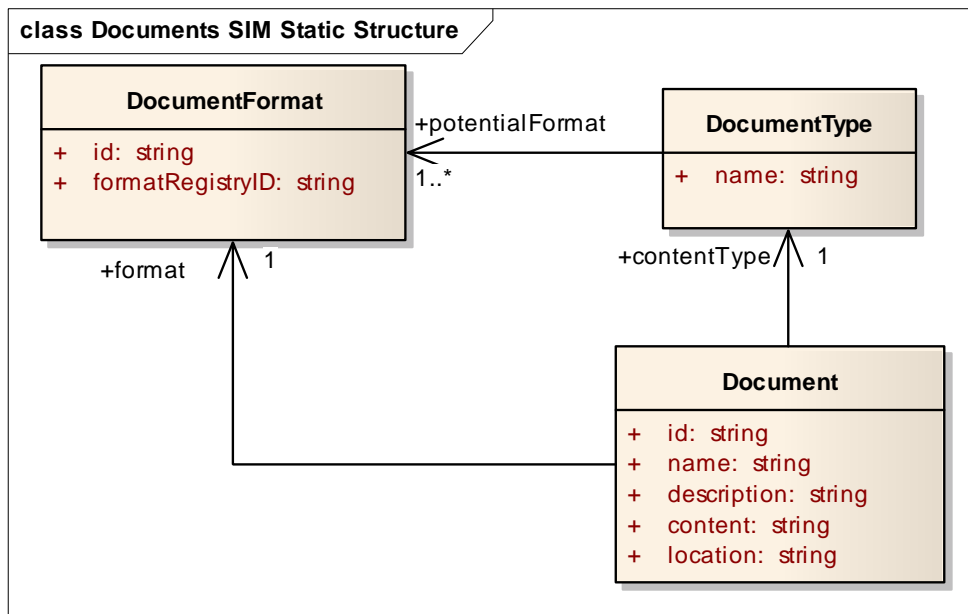 class Documents SIM Static Structure
DocumentFormat
+ id: string
+ formatRegistryID: string
+potentialFormat
1..*
DocumentType
+ name: string
+format
1
+contentType
1
Document
+ id: string
+ name: string
+ description: string
+ content: string
+ location: string